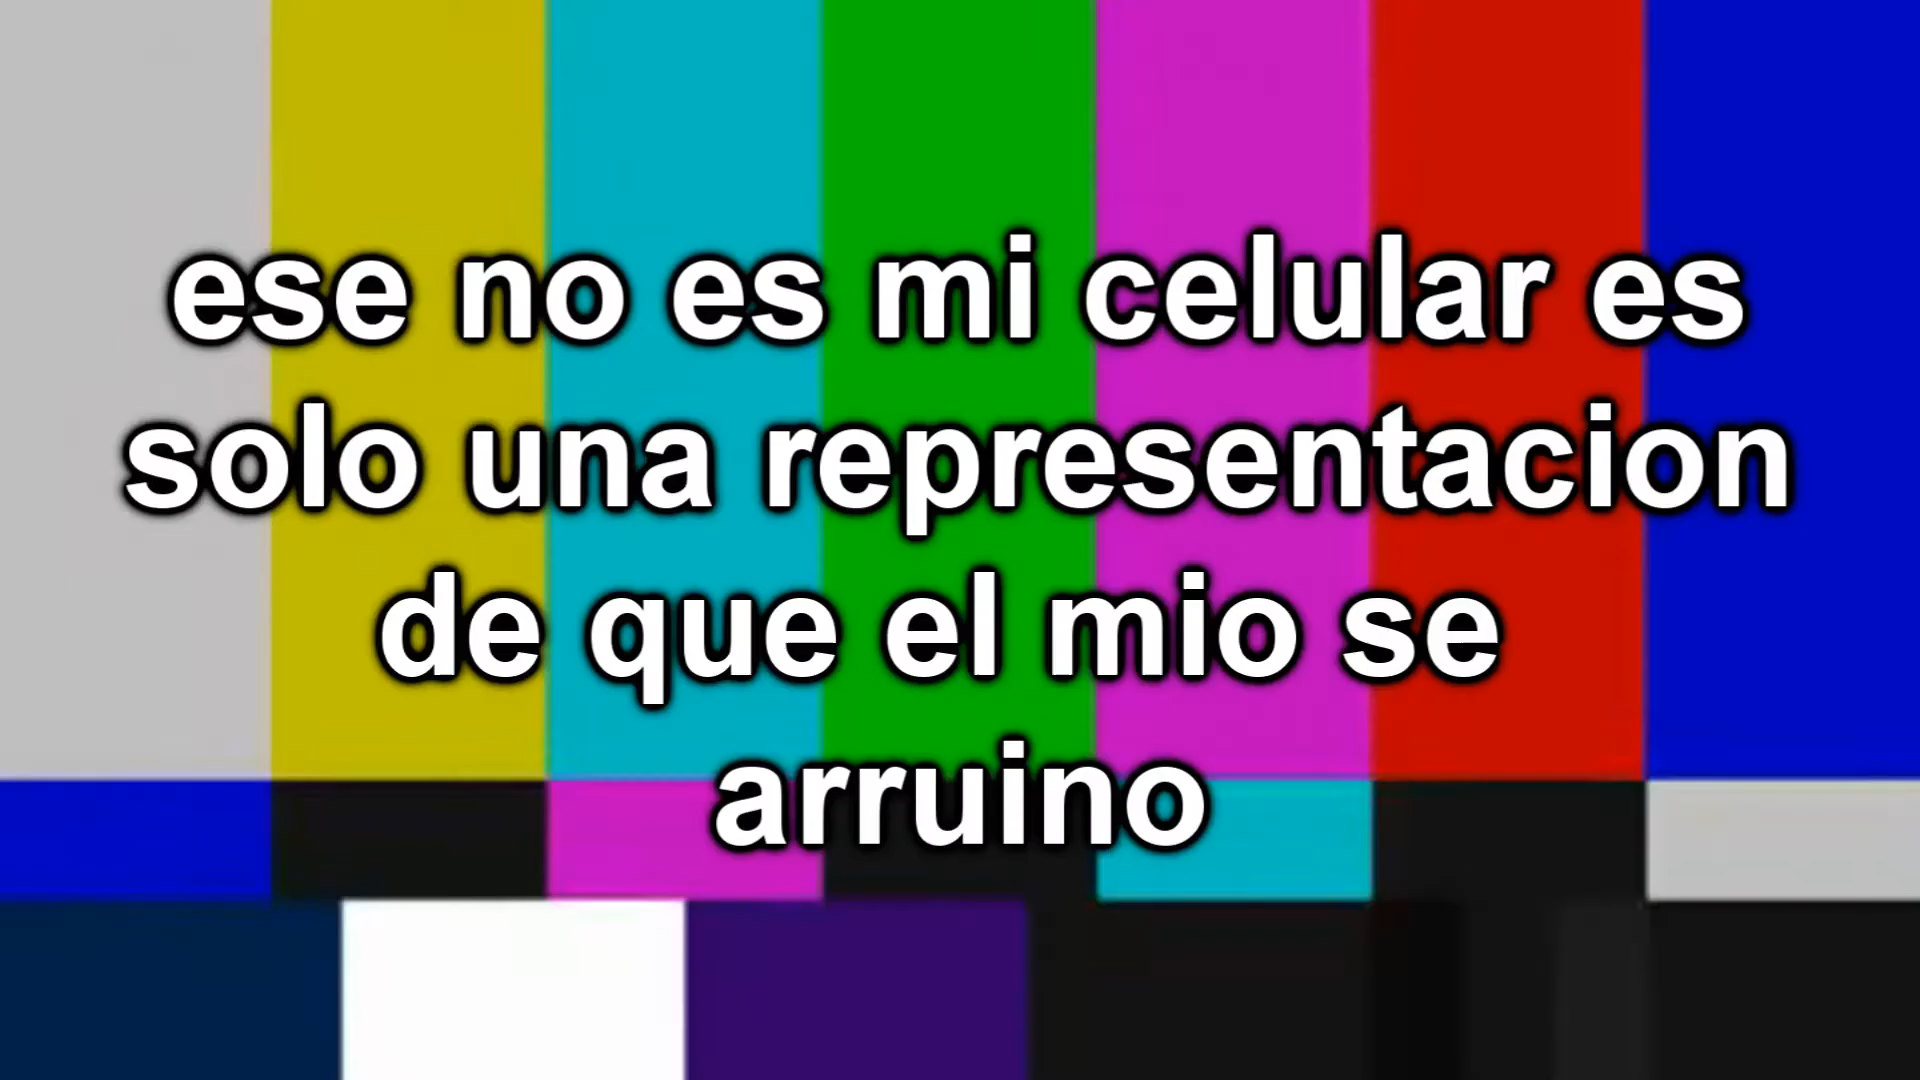 ese no es mi celular es
solo una representacion
de que el mio se
arruino